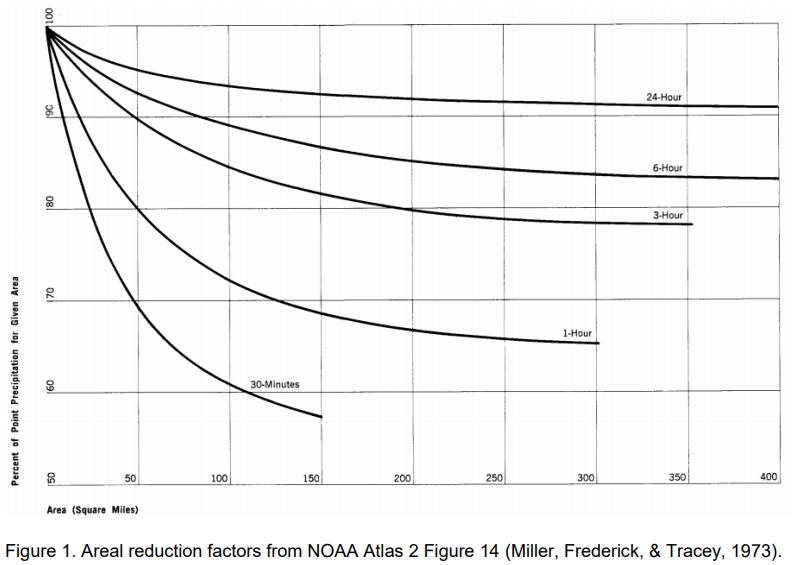 100
90
80
70
60
50
24-Hour
6-Hour
3-Hour
1-Hour
30-Minutes
50
100
150
200
250
300
350
400
Percent of Point Precipitation for Given Area
Area (Square Miles)
Figure 1. Areal reduction factors from NOAA Atlas 2 Figure 14 (Miller, Frederick, & Tracey, 1973).